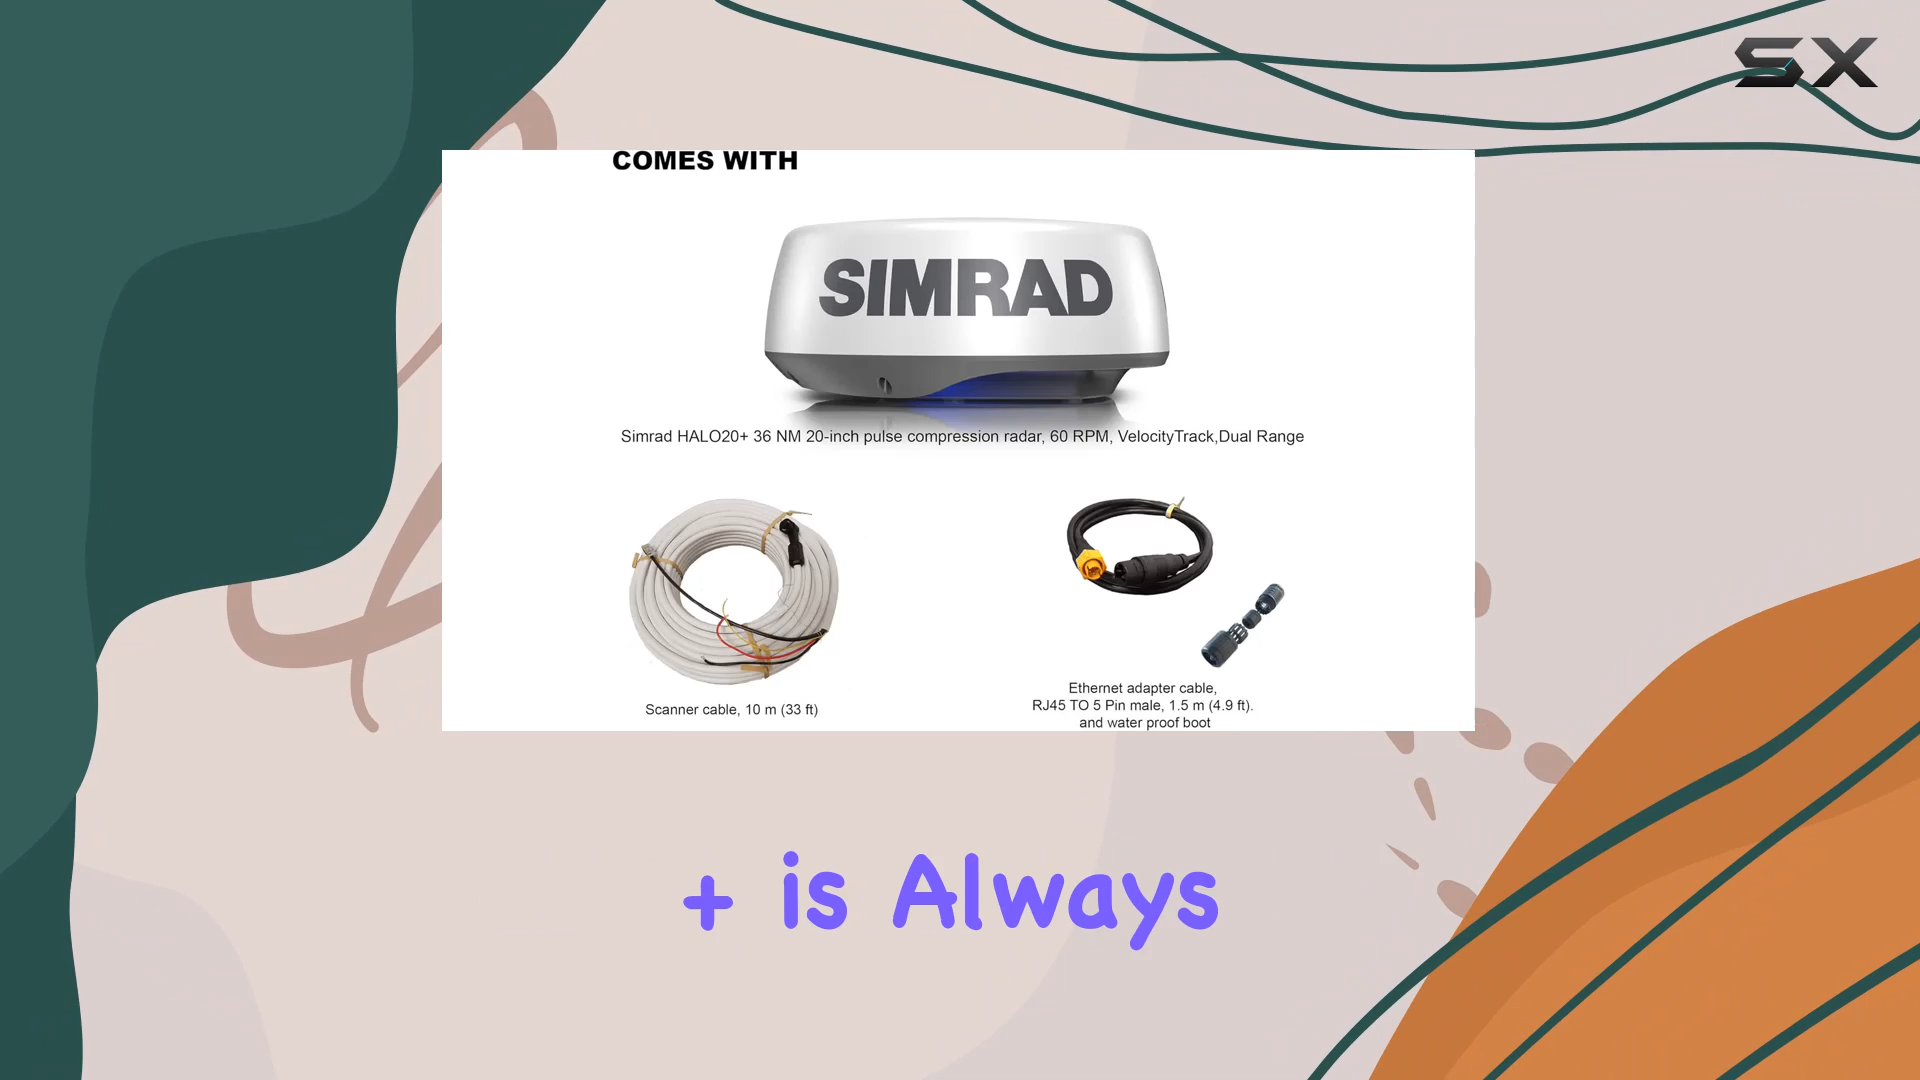 SX
COMES WITH
SIMRAD
Simrad HALO20+ 36 NM 20-inch pulse compression radar, 60 RPM, VelocityTrack,Dual Range
Scanner cable, 10 m (33 ft)
Ethernet adapter cable,
RJ45 TO 5 Pin male, 1.5 m (4.9 ft).
and water proof boot
+ is Always